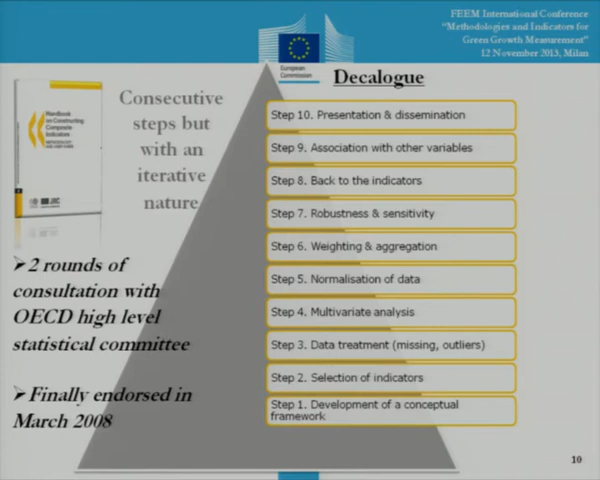 FEEM International Conference
"Methodologies and Indicators for
Green Growth Measurement"
12 November 2013, Milan
European
Commission
Decalogue
Handbook
on Constructing
Composite
Indicators
Consecutive
steps but
with an
iterative
nature
Step 10. Presentation & dissemination
Step 9. Association with other variables
Step 8. Back to the indicators
Step 7. Robustness & sensitivity
Step 6. Weighting & aggregation
Step 5. Normalisation of data
Step 4. Multivariate analysis
Step 3. Data treatment (missing, outliers)
Step 2. Selection of indicators
Step 1. Development of a conceptual
framework
➤2 rounds of
consultation with
OECD high level
statistical committee
➤Finally endorsed in
March 2008
10